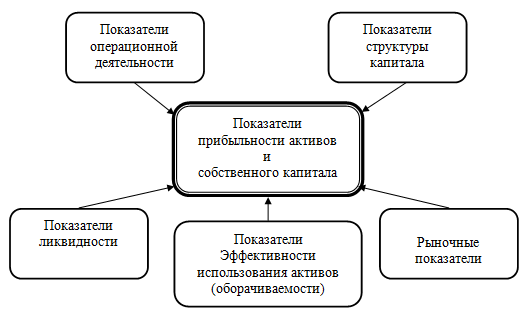 Показатели
операционной
деятельности
Показатели
структуры
капитала
Показатели
прибыльности активов
и
собственного капитала
Показатели
ликвидности
Показатели
Эффективности
использования активов
(оборачиваемости)
Рыночные
показатели